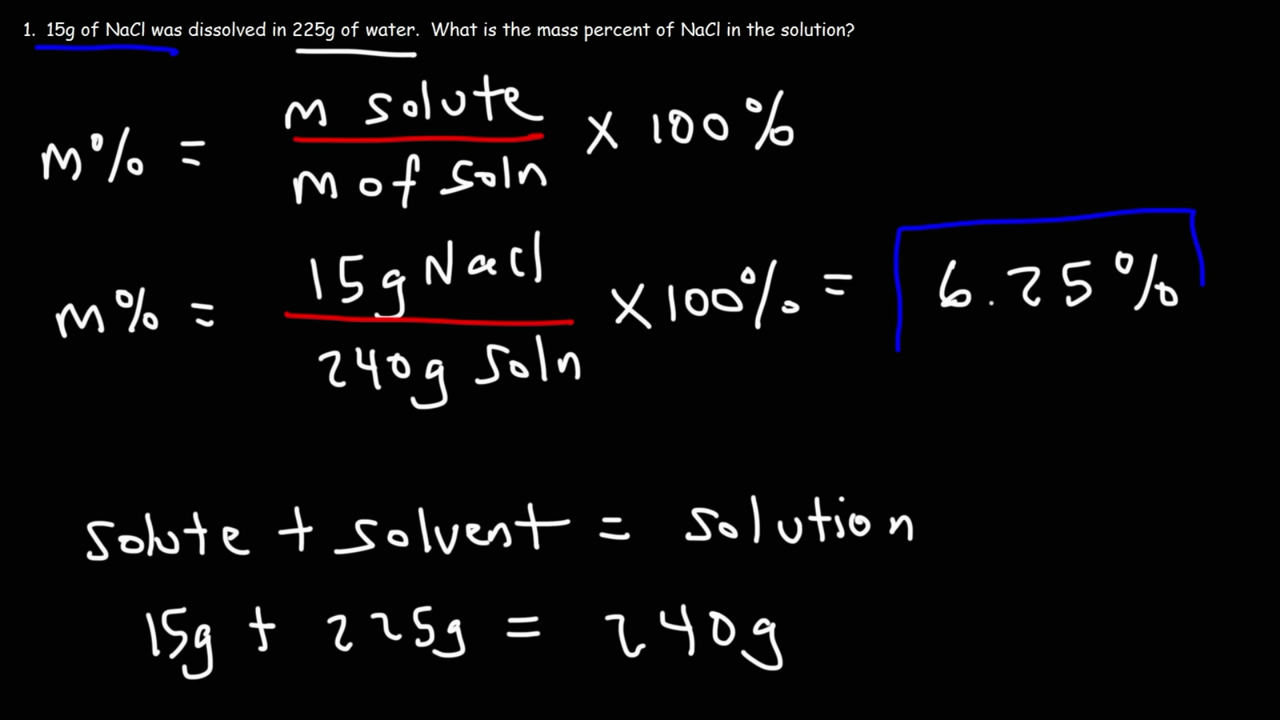 1. 15g of NaCl was dissolved in 225g of water. What is the mass percent of NaCl in the solution?
m% = m solute / m of soln x 100%
m% = 15g Nacl / 240g soln x 100% = 6.25%
solute + solvent = solution
15g + 225g = 240g